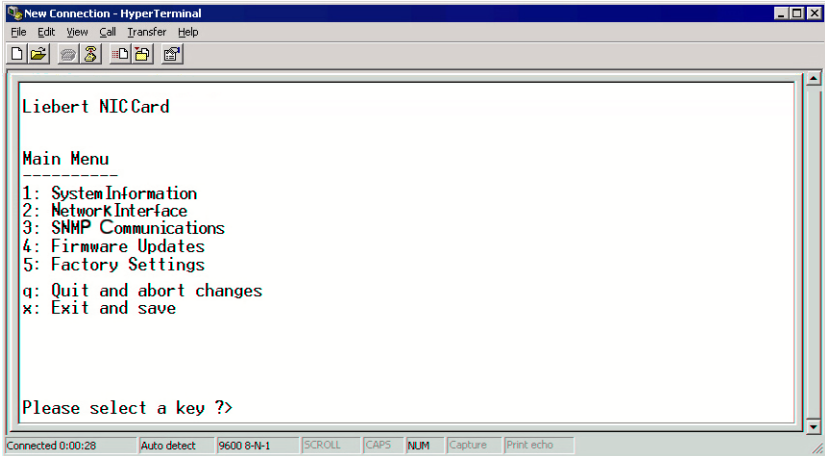 New Connection - HyperTerminal
File Edit View Call Transfer Help
Liebert NIC Card
Main Menu
----------
1: System Information
2: Network Interface
3: SNMP Communications
4: Firmware Updates
5: Factory Settings
q: Quit and abort changes
x: Exit and save
Please select a key ?>
Connected 0:00:28 Auto detect 9600 8-N-1 SCROLL CAPS NUM Capture Print echo